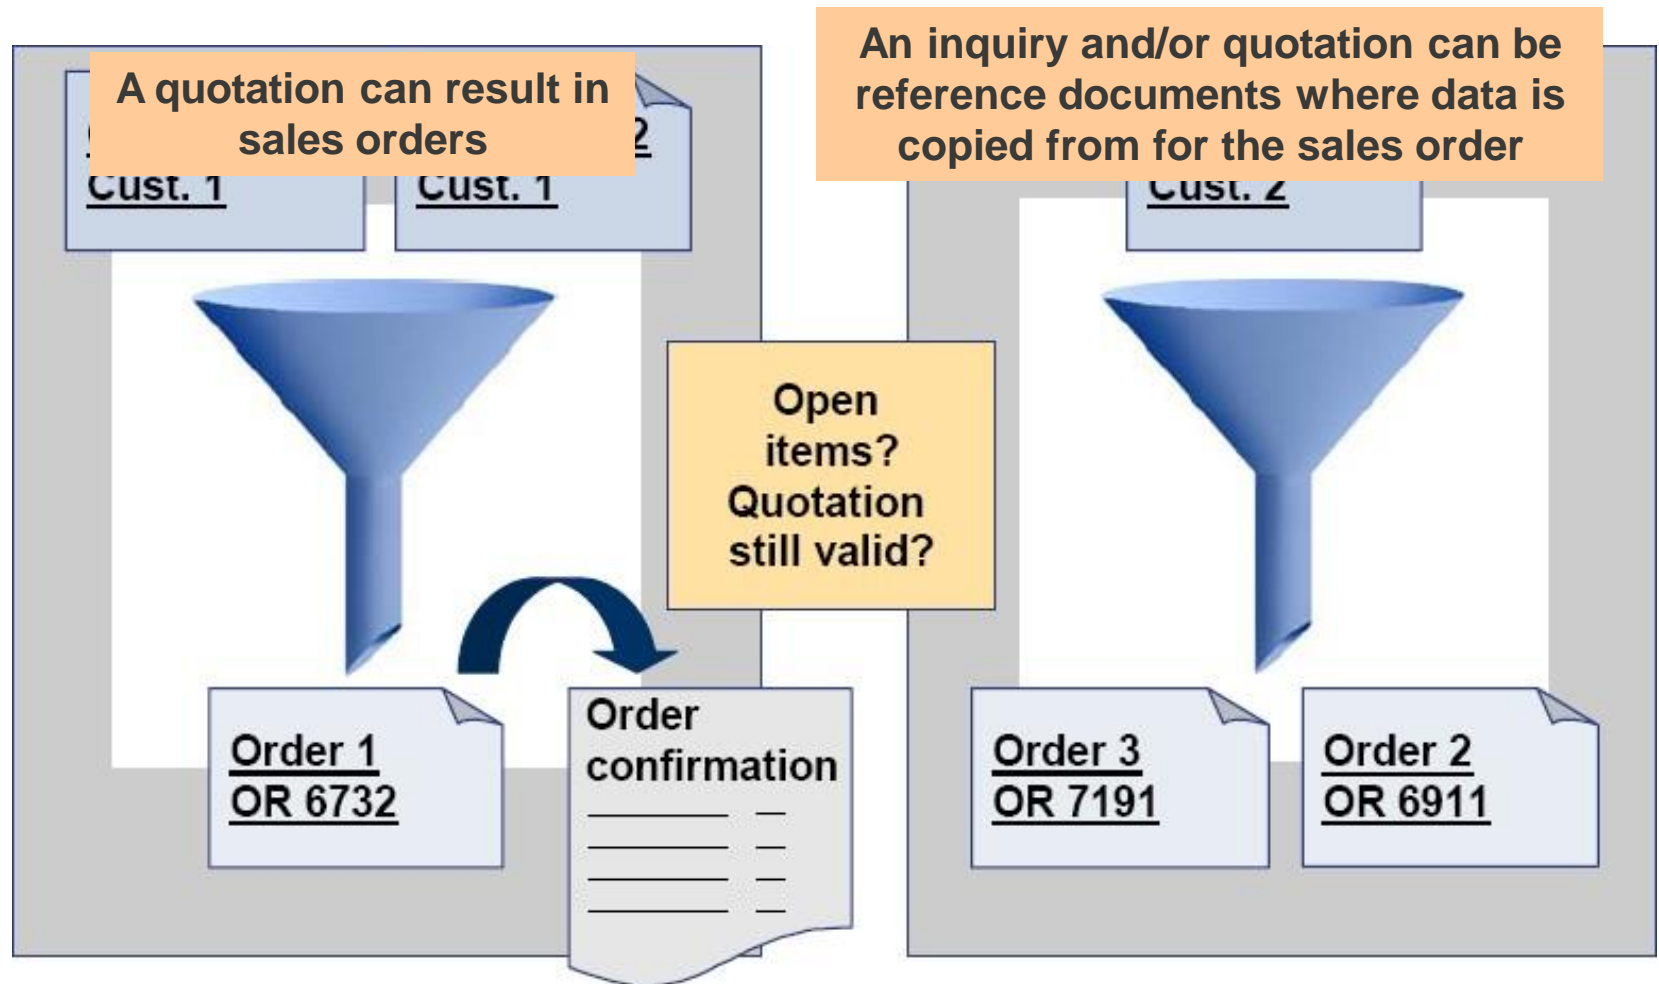 A quotation can result in
sales orders
An inquiry and/or quotation can be
reference documents where data is
copied from for the sales order
2
Cust. 1
Cust. 1
Cust. 2
Open
items?
Quotation
still valid?
Order 1
OR 6732
Order
confirmation
Order 3
OR 7191
Order 2
OR 6911